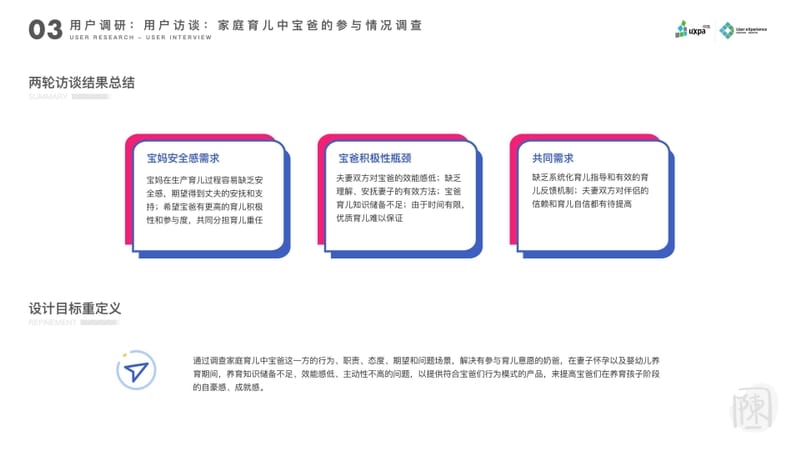 03 用户调研：用户访谈：家庭育儿中宝爸的参与情况调查
USER RESEARCH – USER INTERVIEW
uxpa
User eXperience
两轮访谈结果总结
SUMMARY
宝妈安全感需求
宝妈在生产育儿过程容易缺乏安
全感，期望得到丈夫的安抚和支
持；希望宝爸有更高的育儿积极
性和参与度，共同分担育儿重任
宝爸积极性瓶颈
夫妻双方对宝爸的效能感低；缺乏
理解、安抚妻子的有效方法；宝爸
育儿知识储备不足；由于时间有限，
优质育儿难以保证
共同需求
缺乏系统化育儿指导和有效的育
儿反馈机制；夫妻双方对伴侣的
信赖和育儿自信都有待提高
设计目标重定义
REFINEMENT
通过调查家庭育儿中宝爸这一方的行为、职责、态度、期望和问题场景，解决有参与育儿意愿的奶爸，在妻子怀孕以及婴幼儿养
育期间，养育知识储备不足、效能感低、主动性不高的问题，以提供符合宝爸们行为模式的产品，来提高宝爸们在养育孩子阶段
的自豪感、成就感。
陳